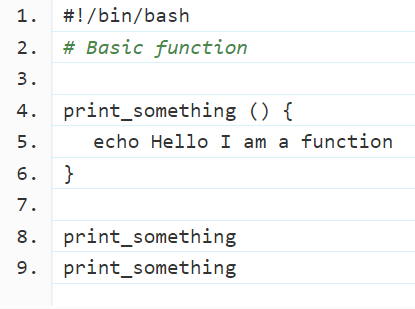 1. #!/bin/bash
2. # Basic function
3.
4. print_something () {
5.    echo Hello I am a function
6. }
7.
8. print_something
9. print_something